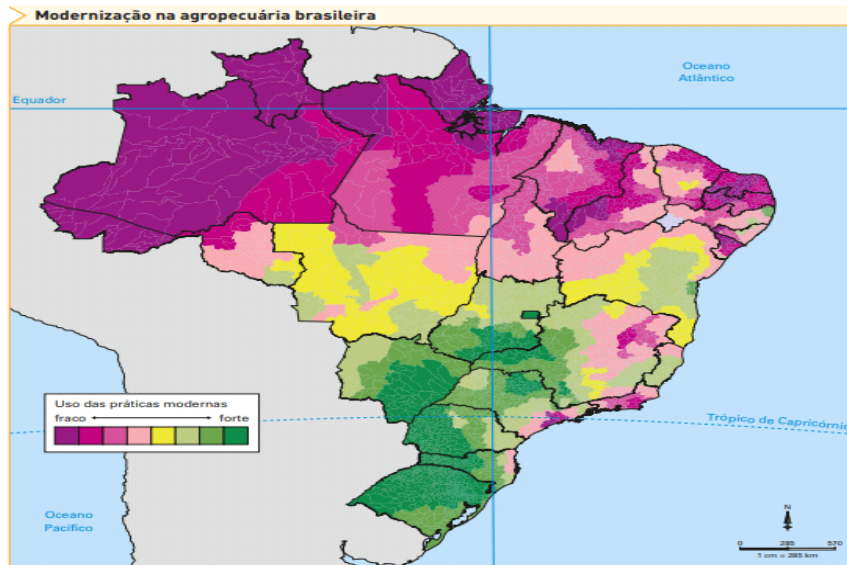 Modernização na agropecuária brasileira
Oceano
Atlântico
Equador
Uso das práticas modernas
fraco
forte
Trópico de Capricórnio
Oceano
Pacífico
N
0 285 570
1 cm = 285 km